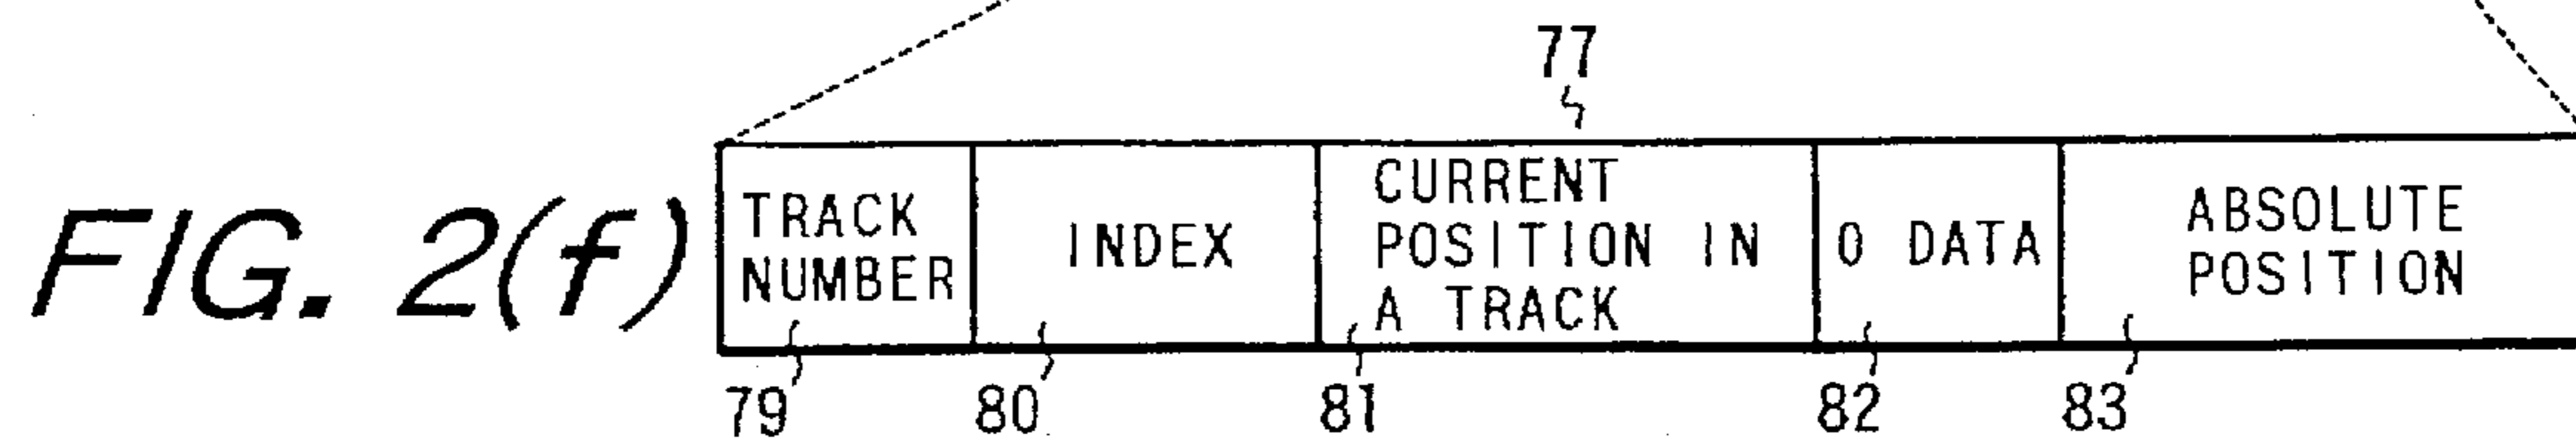 77
FIG. 2(f)
TRACK
NUMBER
INDEX
CURRENT
POSITION IN
A TRACK
0 DATA
ABSOLUTE
POSITION
79
80
81
82
83